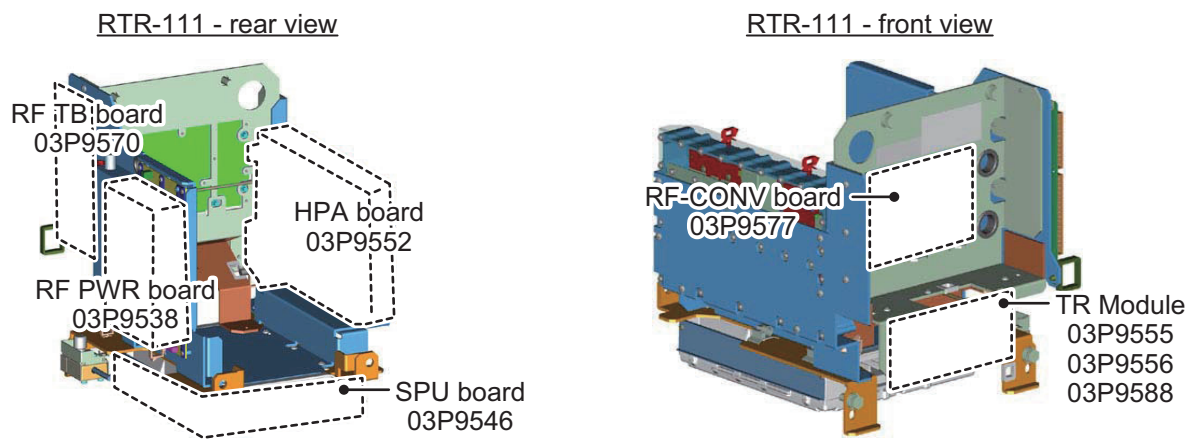 RTR-111 - rear view
RF TB board
03P9570
HPA board
03P9552
RF PWR board
03P9538
SPU board
03P9546
RTR-111 - front view
RF-CONV board
03P9577
TR Module
03P9555
03P9556
03P9588